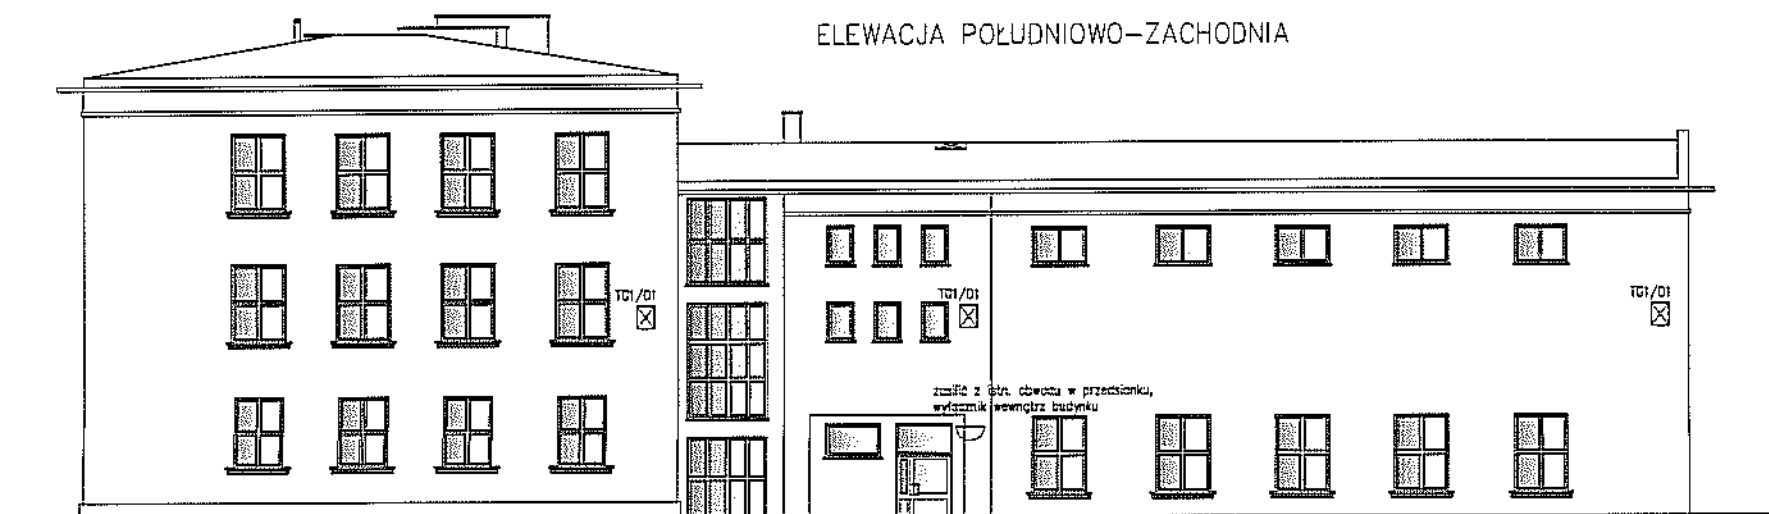 ELEWACJA POŁUDNIOWO-ZACHODNIA
TG1/01
TG1/01
TG1/01
zasilić z istn. obwodu w przedsionku,
wyłącznik wewnątrz budynku